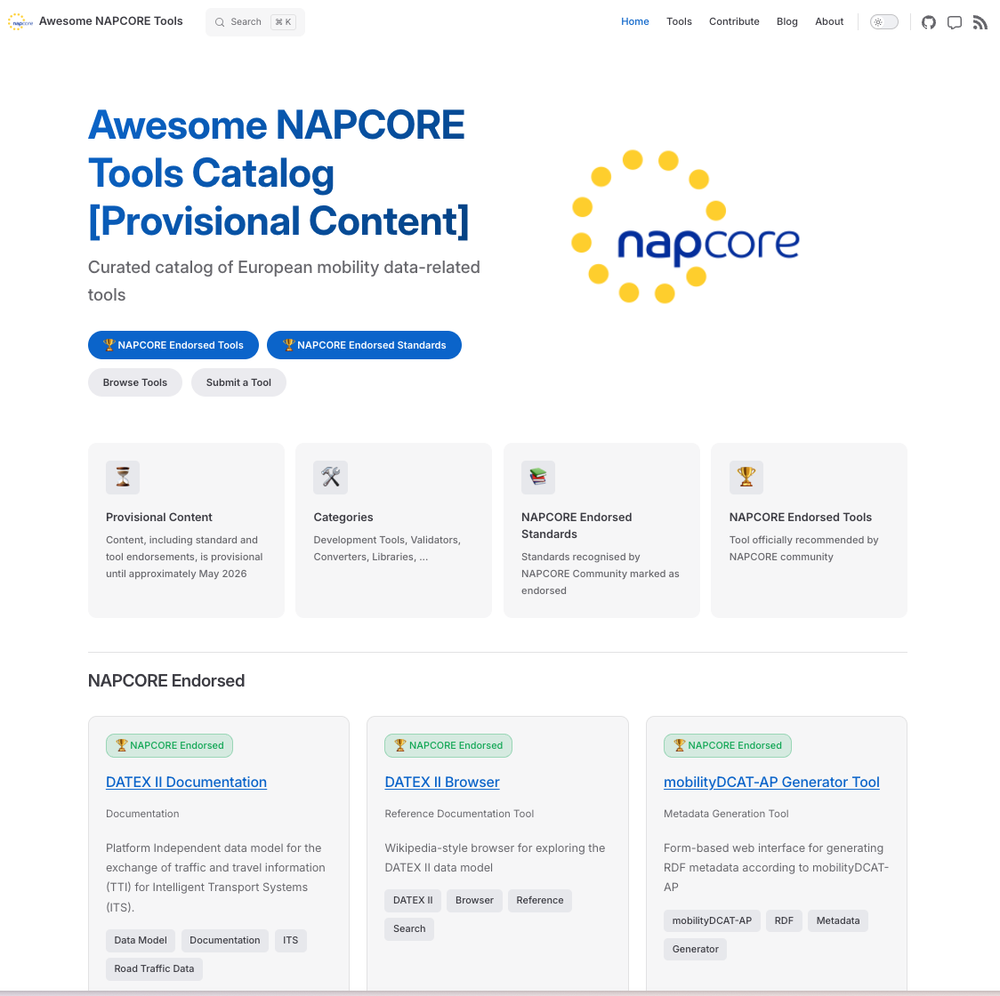 napcore
Awesome NAPCORE Tools
Search
⌘ K
Home
Tools
Contribute
Blog
About
Awesome NAPCORE
Tools Catalog
[Provisional Content]
Curated catalog of European mobility data-related
tools
🏆NAPCORE Endorsed Tools
🏆NAPCORE Endorsed Standards
Browse Tools
Submit a Tool
napcore
Provisional Content
Content, including standard and
tool endorsements, is provisional
until approximately May 2026
Categories
Development Tools, Validators,
Converters, Libraries, ...
NAPCORE Endorsed
Standards
Standards recognised by
NAPCORE Community marked as
endorsed
NAPCORE Endorsed Tools
Tool officially recommended by
NAPCORE community
NAPCORE Endorsed
🏆NAPCORE Endorsed
DATEX II Documentation
Documentation
Platform Independent data model for the
exchange of traffic and travel information
(TTI) for Intelligent Transport Systems
(ITS).
Data Model
Documentation
ITS
Road Traffic Data
🏆NAPCORE Endorsed
DATEX II Browser
Reference Documentation Tool
Wikipedia-style browser for exploring the
DATEX II data model
DATEX II
Browser
Reference
Search
🏆NAPCORE Endorsed
mobilityDCAT-AP Generator Tool
Metadata Generation Tool
Form-based web interface for generating
RDF metadata according to mobilityDCAT-
AP
mobilityDCAT-AP
RDF
Metadata
Generator